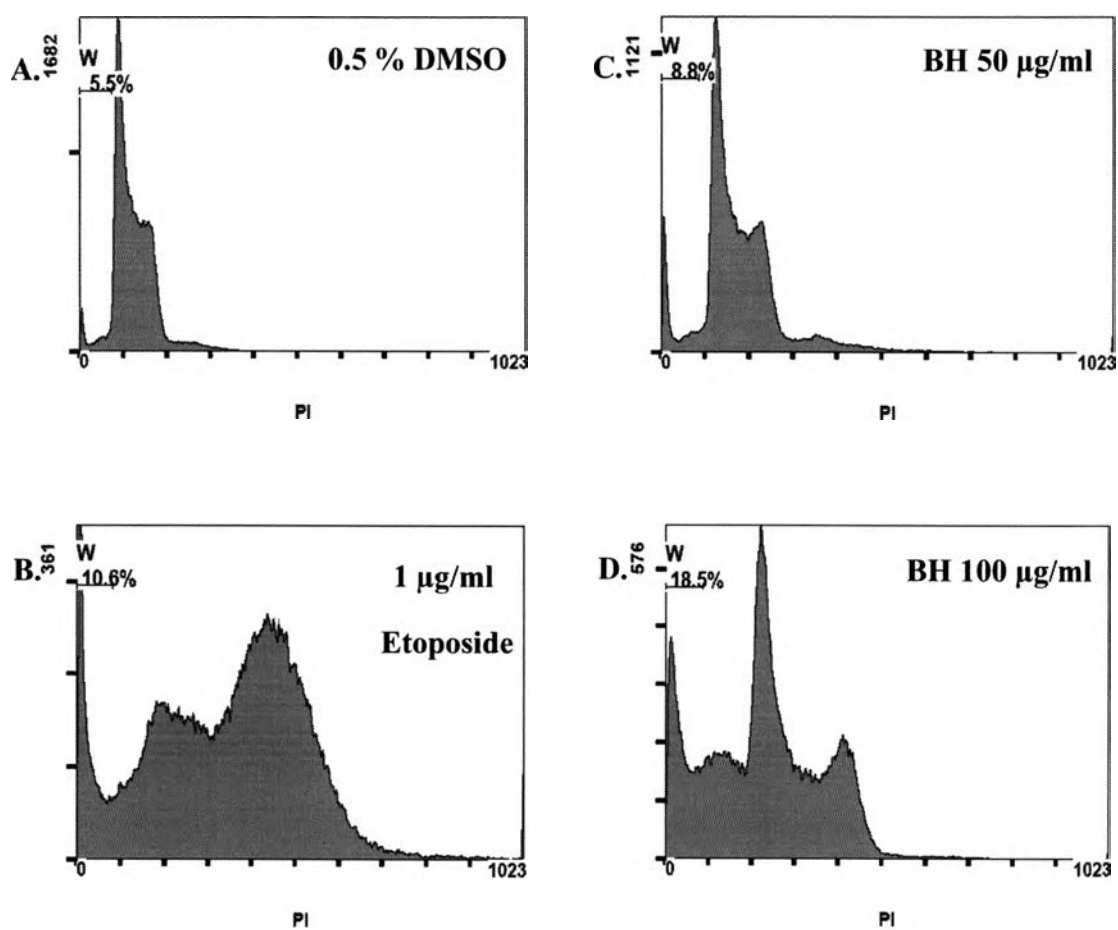 A.
1682
W
5.5%
0.5 % DMSO
0
1023
PI
C.
1121
W
8.8%
BH 50 µg/ml
0
1023
PI
B.
361
W
10.6%
1 µg/ml
Etoposide
0
1023
PI
D.
576
W
18.5%
BH 100 µg/ml
0
1023
PI